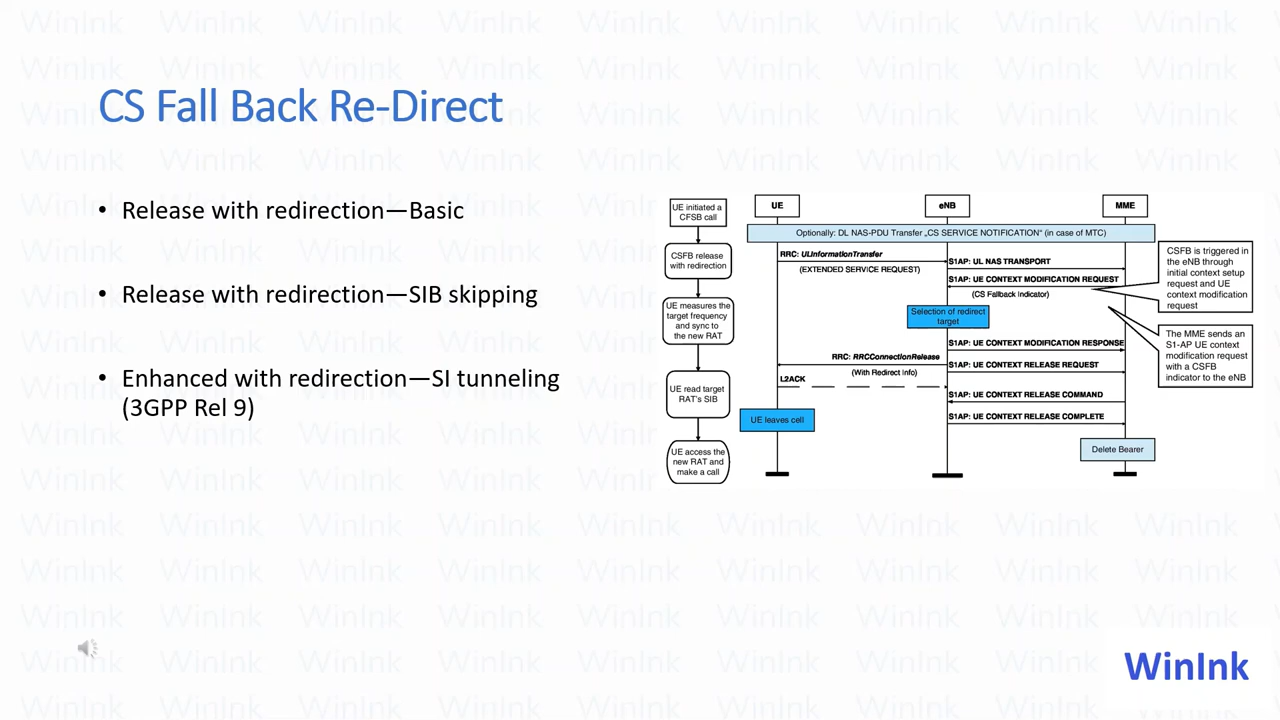 CS Fall Back Re-Direct
• Release with redirection—Basic
• Release with redirection—SIB skipping
• Enhanced with redirection—SI tunneling
(3GPP Rel 9)
UE initiated a
CFSB call
CSFB release
with redirection
UE measures the
target frequency
and sync to
the new RAT
UE read target
RAT's SIB
UE access the
new RAT and
make a call
UE
eNB
MME
Optionally: DL NAS-PDU Transfer „CS SERVICE NOTIFICATION“ (in case of MTC)
RRC: ULInformationTransfer
(EXTENDED SERVICE REQUEST)
S1AP: UL NAS TRANSPORT
S1AP: UE CONTEXT MODIFICATION REQUEST
(CS Fallback Indicator)
Selection of redirect
target
S1AP: UE CONTEXT MODIFICATION RESPONSE
RRC: RRCConnectionRelease
(With Redirect Info)
S1AP: UE CONTEXT RELEASE REQUEST
L2ACK
S1AP: UE CONTEXT RELEASE COMMAND
UE leaves cell
S1AP: UE CONTEXT RELEASE COMPLETE
Delete Bearer
CSFB is triggered in
the eNB through
initial context setup
request and UE
context modification
request
The MME sends an
S1-AP UE context
modification request
with a CSFB
indicator to the eNB
WinInk